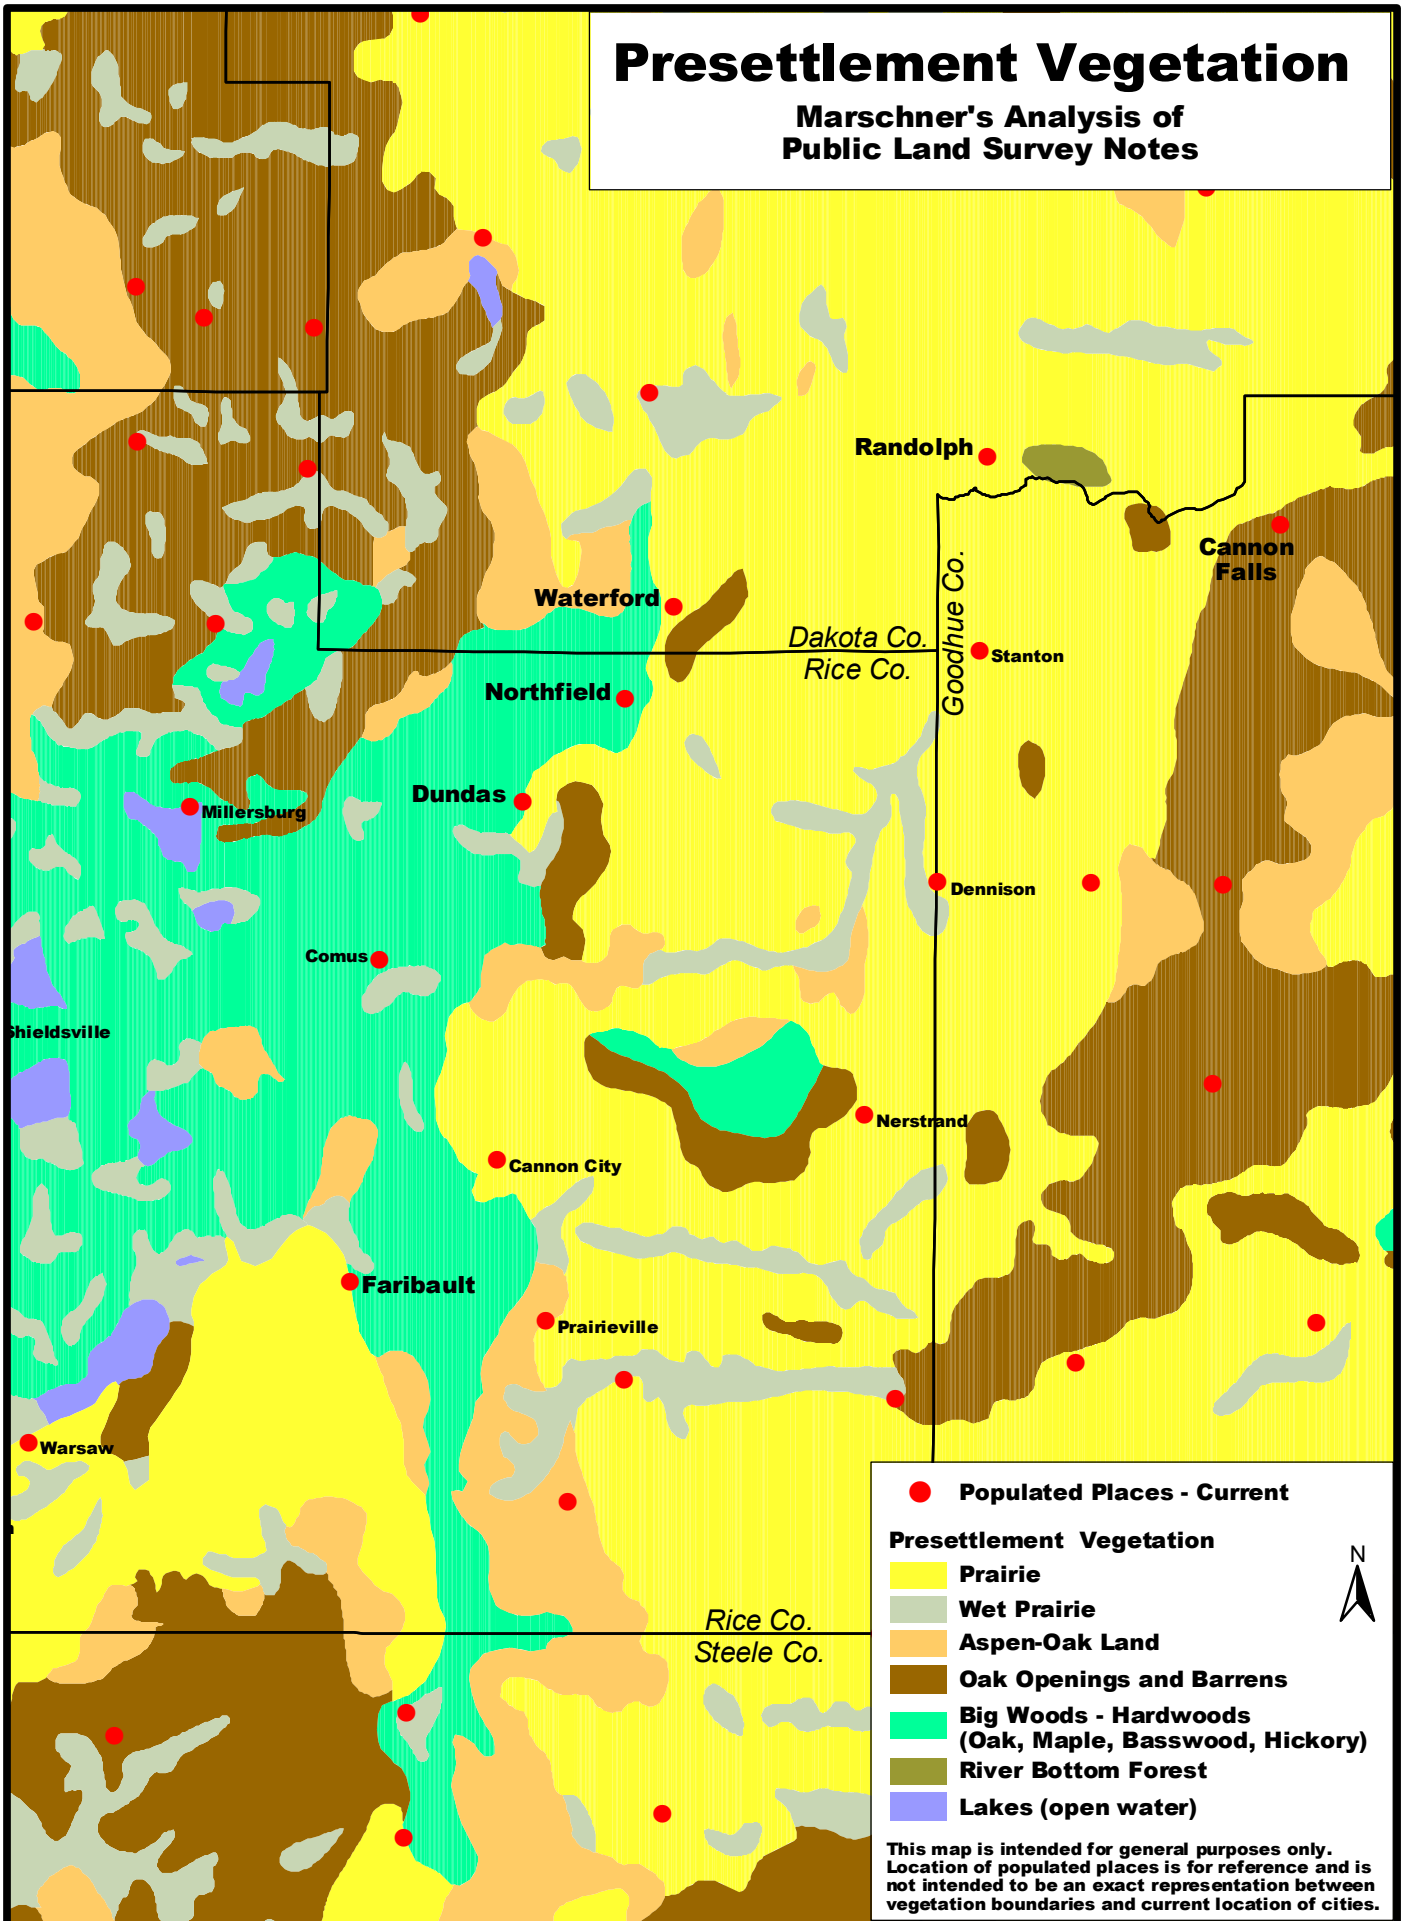 Presettlement Vegetation
Marschner's Analysis of
Public Land Survey Notes
Randolph
Cannon
Falls
Goodhue Co.
Waterford
Dakota Co.
Rice Co.
Stanton
Northfield
Dundas
Millersburg
Dennison
Comus
Shieldsville
Nerstrand
Cannon City
Faribault
Prairieville
Warsaw
Rice Co.
Steele Co.
Populated Places - Current
Presettlement Vegetation
Prairie
Wet Prairie
Aspen-Oak Land
Oak Openings and Barrens
Big Woods - Hardwoods
(Oak, Maple, Basswood, Hickory)
River Bottom Forest
Lakes (open water)
N
This map is intended for general purposes only.
Location of populated places is for reference and is
not intended to be an exact representation between
vegetation boundaries and current location of cities.